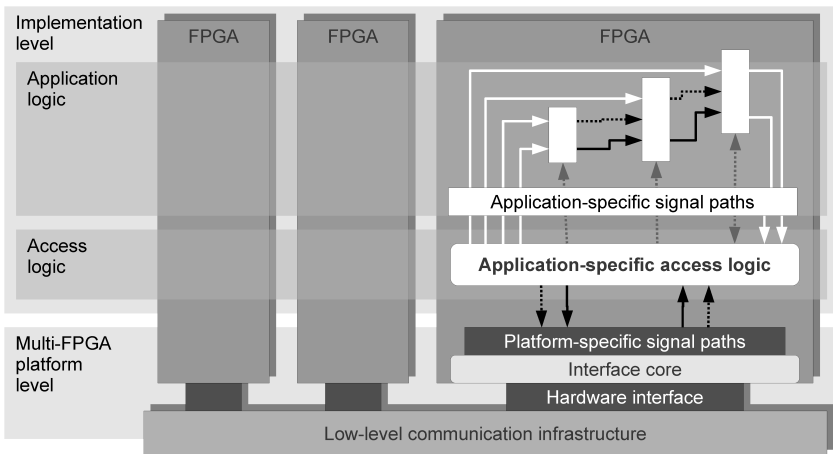 Implementation
level
FPGA
FPGA
FPGA
Application
logic
Application-specific signal paths
Access
logic
Application-specific access logic
Multi-FPGA
platform
level
Platform-specific signal paths
Interface core
Hardware interface
Low-level communication infrastructure